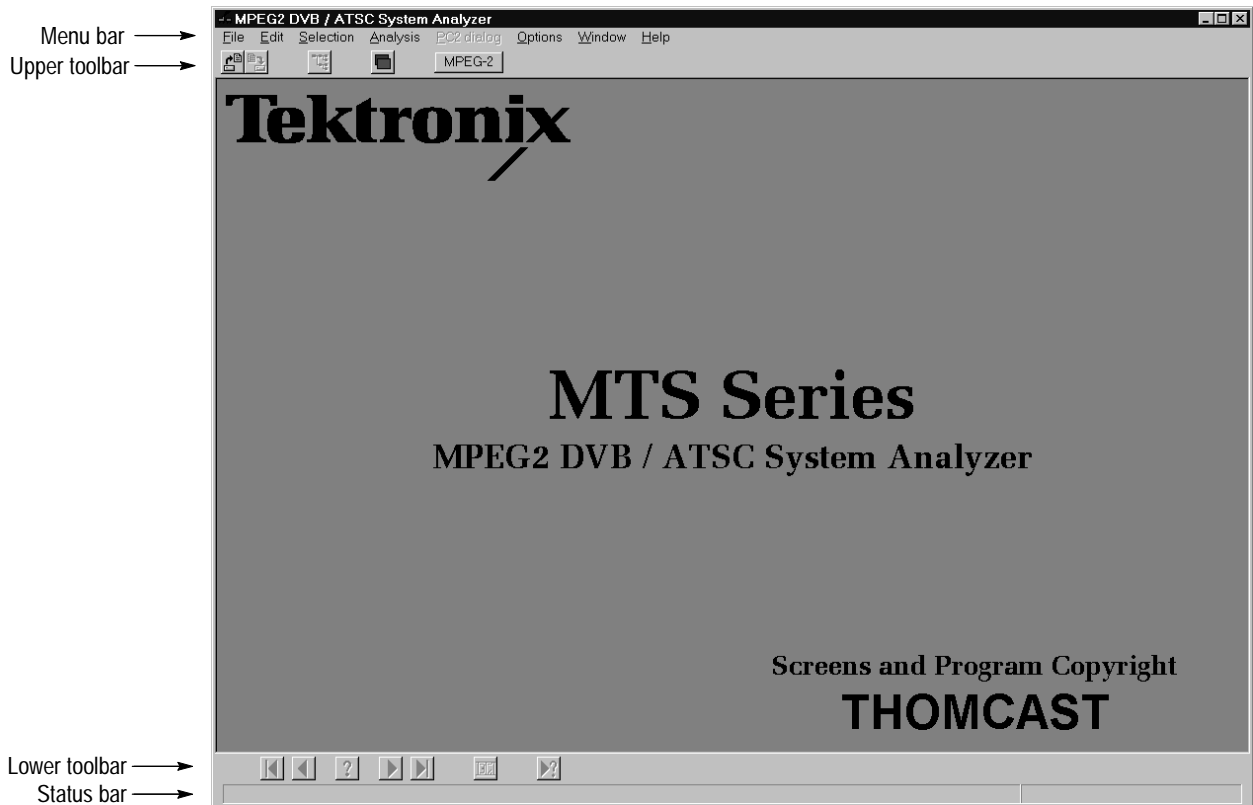 -- MPEG2 DVB / ATSC System Analyzer
Menu bar
File Edit Selection Analysis PC2 dialog Options Window Help
Upper toolbar
MPEG-2
Tektronix
MTS Series
MPEG2 DVB / ATSC System Analyzer
Screens and Program Copyright
THOMCAST
Lower toolbar
? ?
Status bar